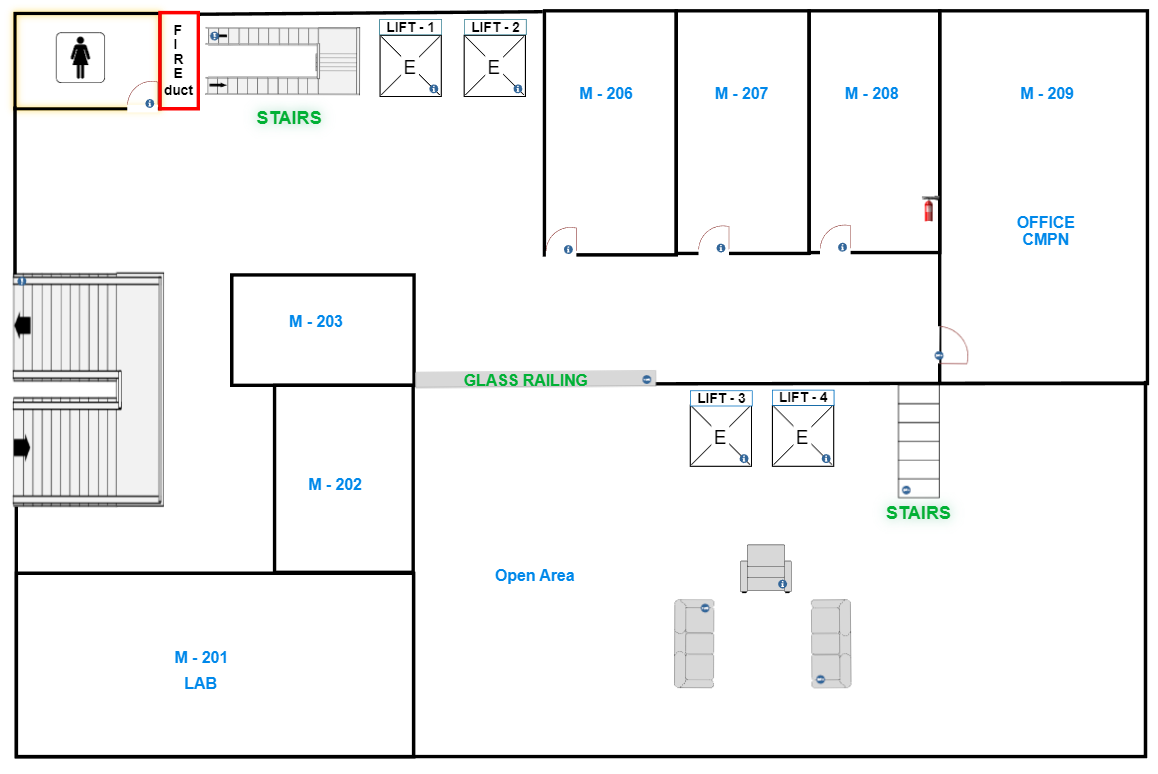 F
I
R
E
duct
LIFT - 1
LIFT - 2
E
E
STAIRS
M - 206
M - 207
M - 208
M - 209
OFFICE
CMPN
M - 203
GLASS RAILING
LIFT - 3
LIFT - 4
E
E
M - 202
STAIRS
Open Area
M - 201
LAB